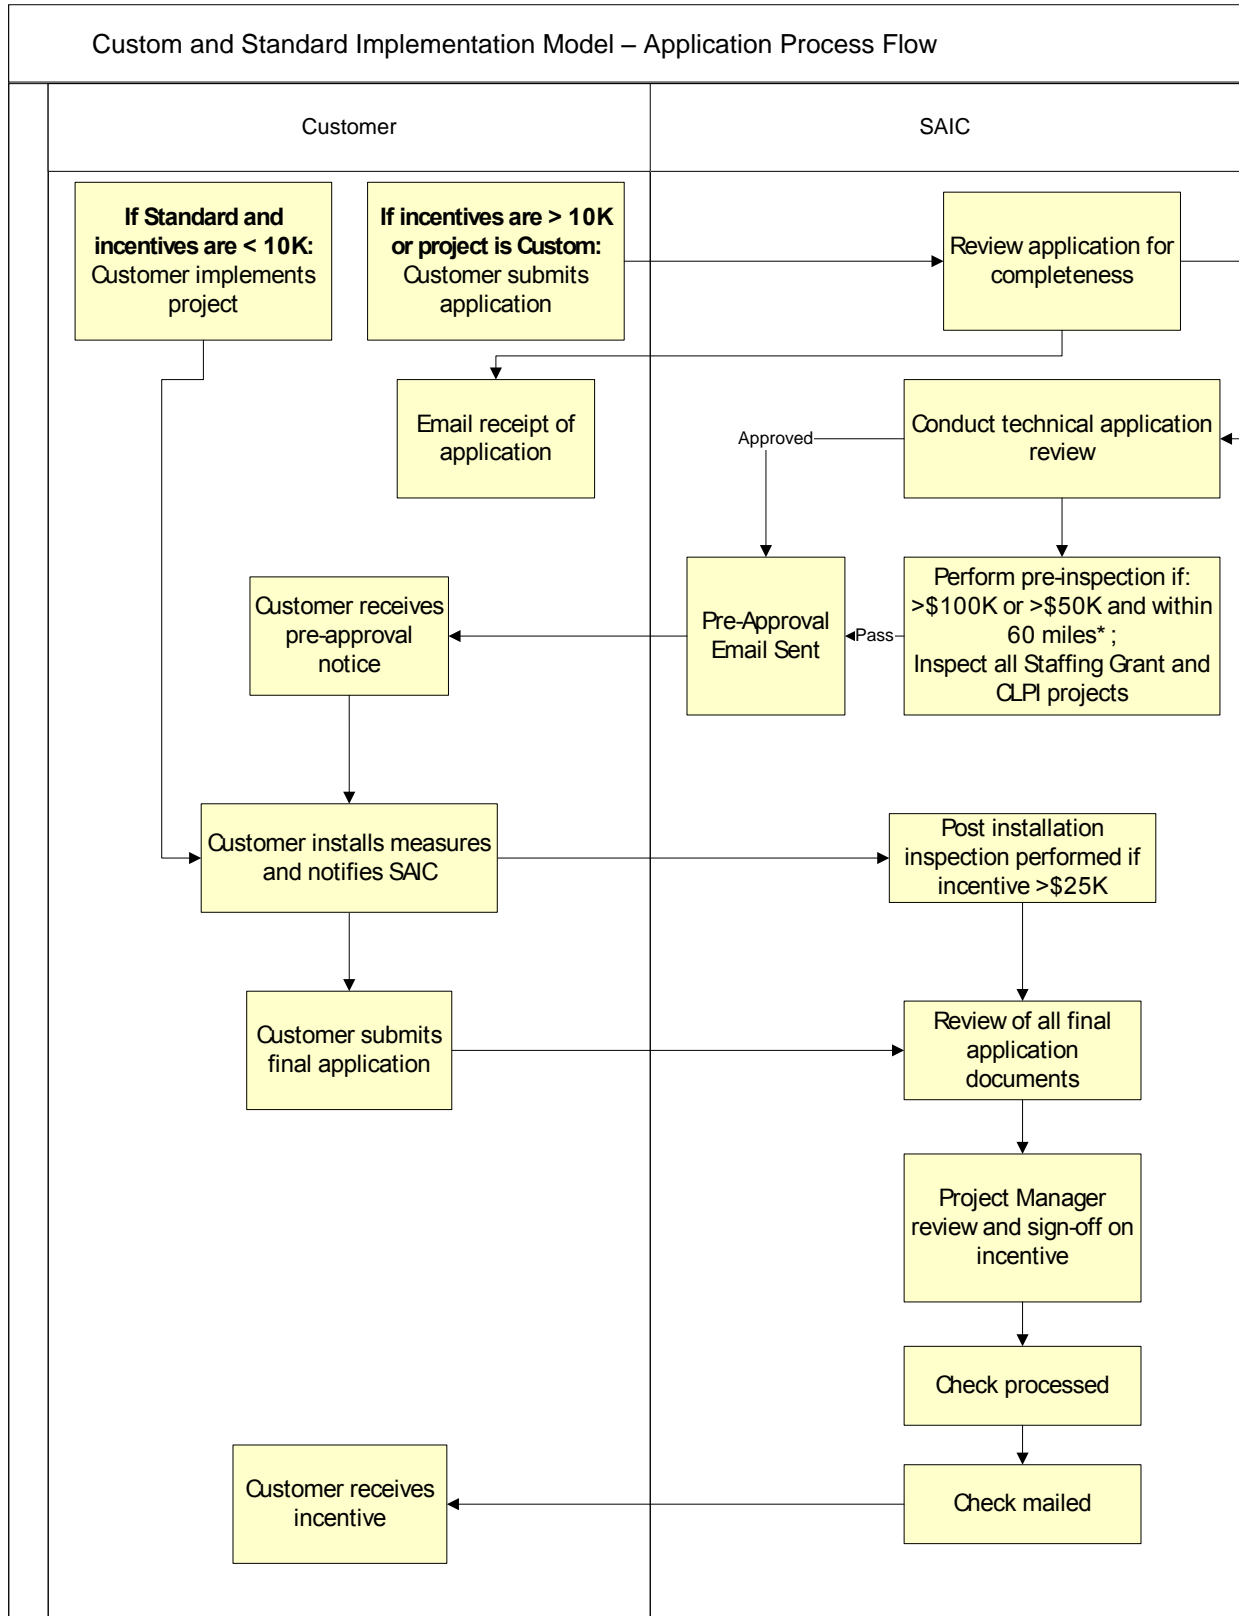 Custom and Standard Implementation Model – Application Process Flow
Customer
SAIC
If Standard and
incentives are < 10K:
Customer implements
project
If incentives are > 10K
or project is Custom:
Customer submits
application
Review application for
completeness
Email receipt of
application
Approved
Conduct technical application
review
Customer receives
pre-approval
notice
Pre-Approval
Email Sent
Pass
Perform pre-inspection if:
>$100K or >$50K and within
60 miles* ;
Inspect all Staffing Grant and
CLPI projects
Customer installs measures
and notifies SAIC
Post installation
inspection performed if
incentive >$25K
Customer submits
final application
Review of all final
application
documents
Project Manager
review and sign-off on
incentive
Check processed
Customer receives
incentive
Check mailed